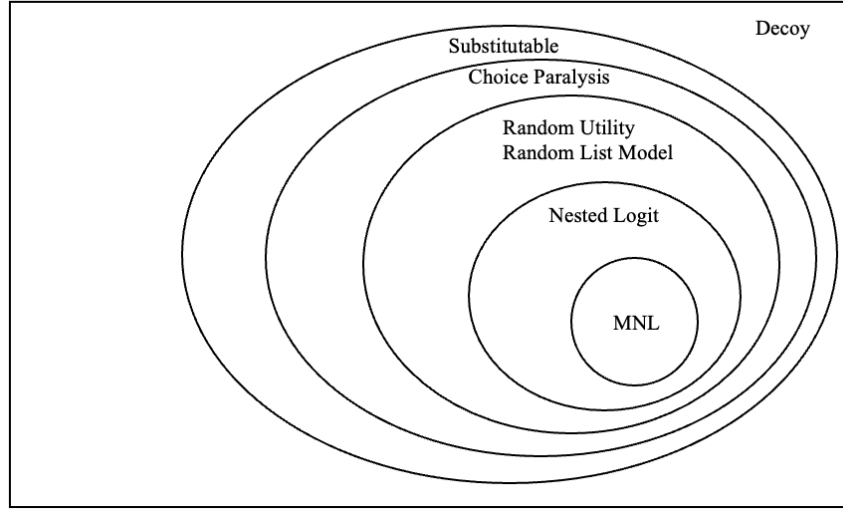 Decoy
Substitutable
Choice Paralysis
Random Utility
Random List Model
Nested Logit
MNL